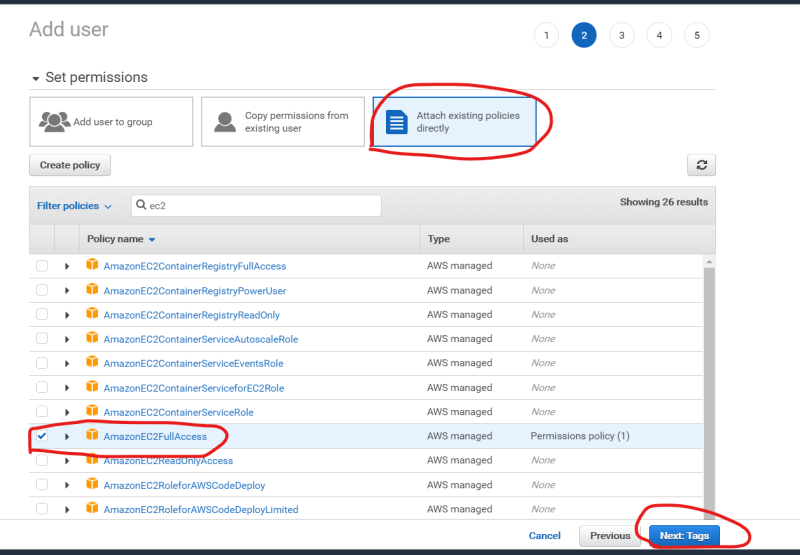 Add user
1 2 3 4 5
Set permissions
Add user to group
Copy permissions from
existing user
Attach existing policies
directly
Create policy
Filter policies
ec2
Showing 26 results
Policy name Type Used as
AmazonEC2ContainerRegistryFullAccess AWS managed None
AmazonEC2ContainerRegistryPowerUser AWS managed None
AmazonEC2ContainerRegistryReadOnly AWS managed None
AmazonEC2ContainerServiceAutoscaleRole AWS managed None
AmazonEC2ContainerServiceEventsRole AWS managed None
AmazonEC2ContainerServiceforEC2Role AWS managed None
AmazonEC2ContainerServiceRole AWS managed None
AmazonEC2FullAccess AWS managed Permissions policy (1)
AmazonEC2ReadOnlyAccess AWS managed None
AmazonEC2RoleforAWSCodeDeploy AWS managed None
AmazonEC2RoleforAWSCodeDeployLimited AWS managed None
Cancel Previous Next: Tags